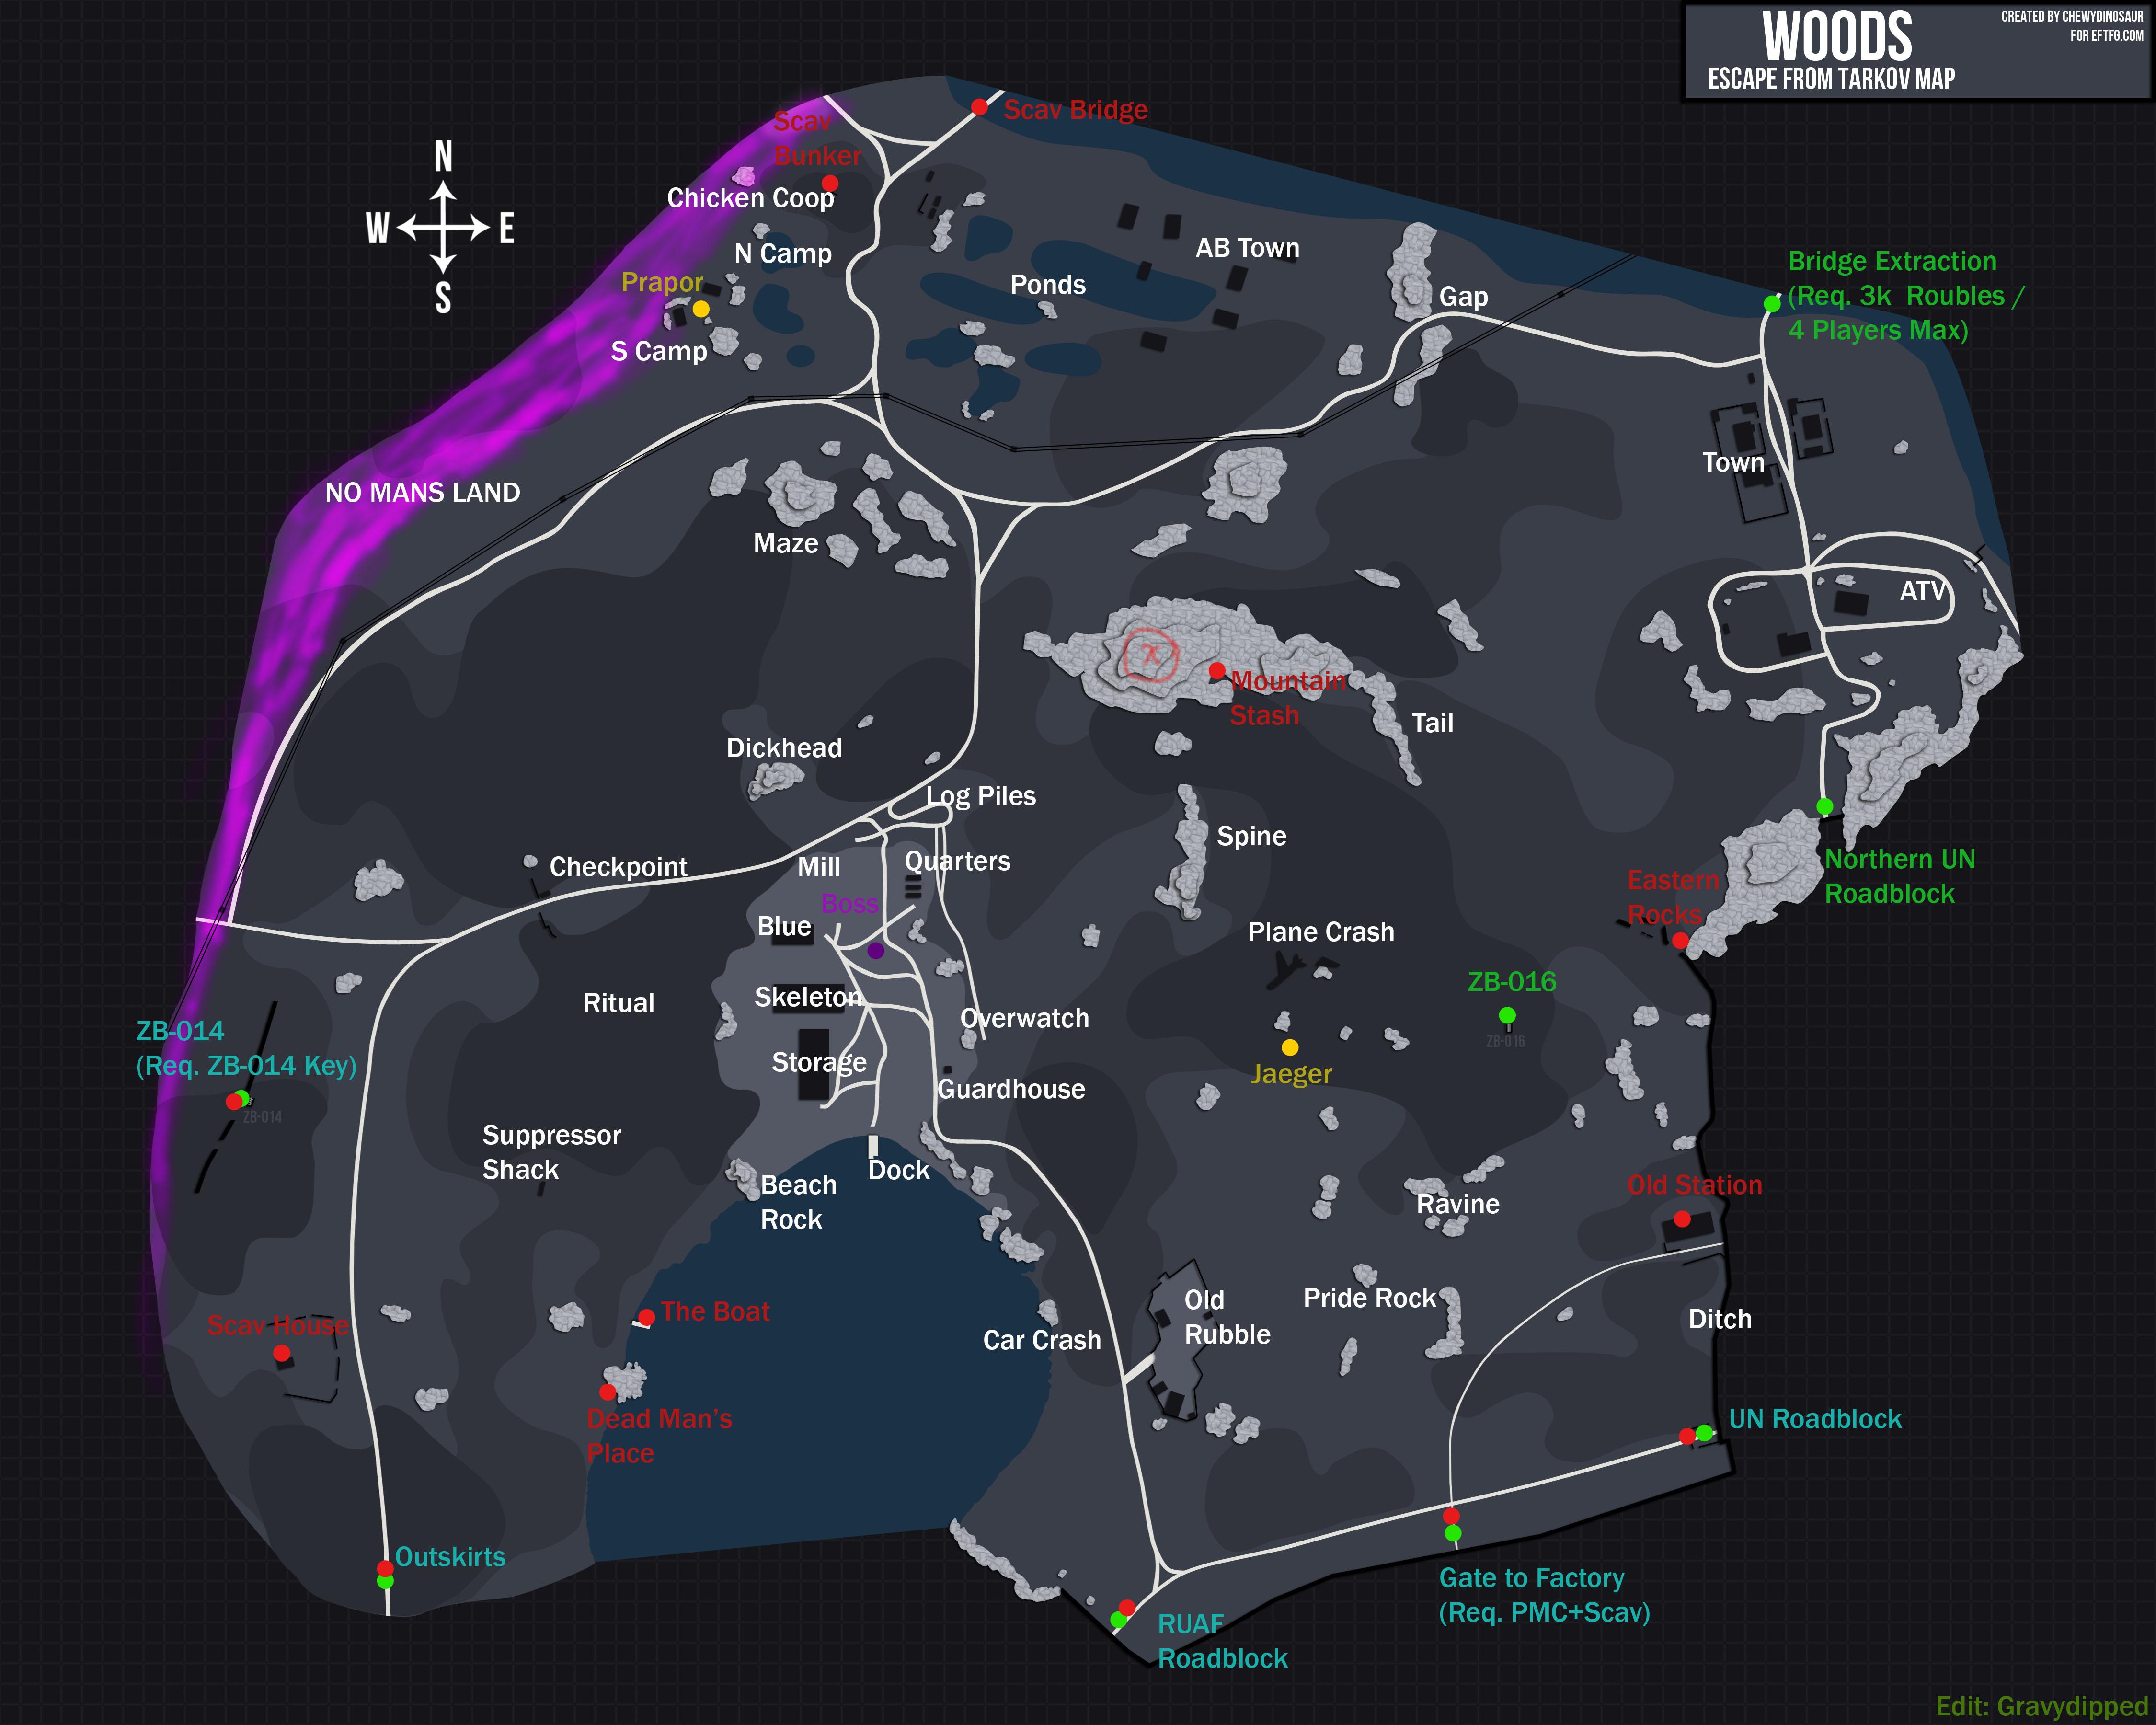 WOODS
ESCAPE FROM TARKOV MAP
CREATED BY CHEWYDINOSAUR
FOR EFTFG.COM
N
W
E
S
Scav
Bunker
Scav Bridge
Chicken Coop
N Camp
Prapor
S Camp
Ponds
AB Town
Gap
Bridge Extraction
(Req. 3k Roubles /
4 Players Max)
Town
NO MANS LAND
Maze
ATV
Mountain
Stash
Tail
Dickhead
Log Piles
Spine
Checkpoint
Mill
Quarters
Northern UN
Roadblock
Eastern
Rocks
Boss
Blue
Plane Crash
ZB-016
ZB-016
Ritual
Skeleton
Overwatch
ZB-014
(Req. ZB-014 Key)
ZB-014
Storage
Jaeger
Guardhouse
Suppressor
Shack
Dock
Beach
Rock
Ravine
Old Station
Old
Rubble
Pride Rock
The Boat
Scav House
Car Crash
Ditch
Dead Man's
Place
UN Roadblock
Outskirts
Gate to Factory
(Req. PMC+Scav)
RUAF
Roadblock
Edit: Gravydipped